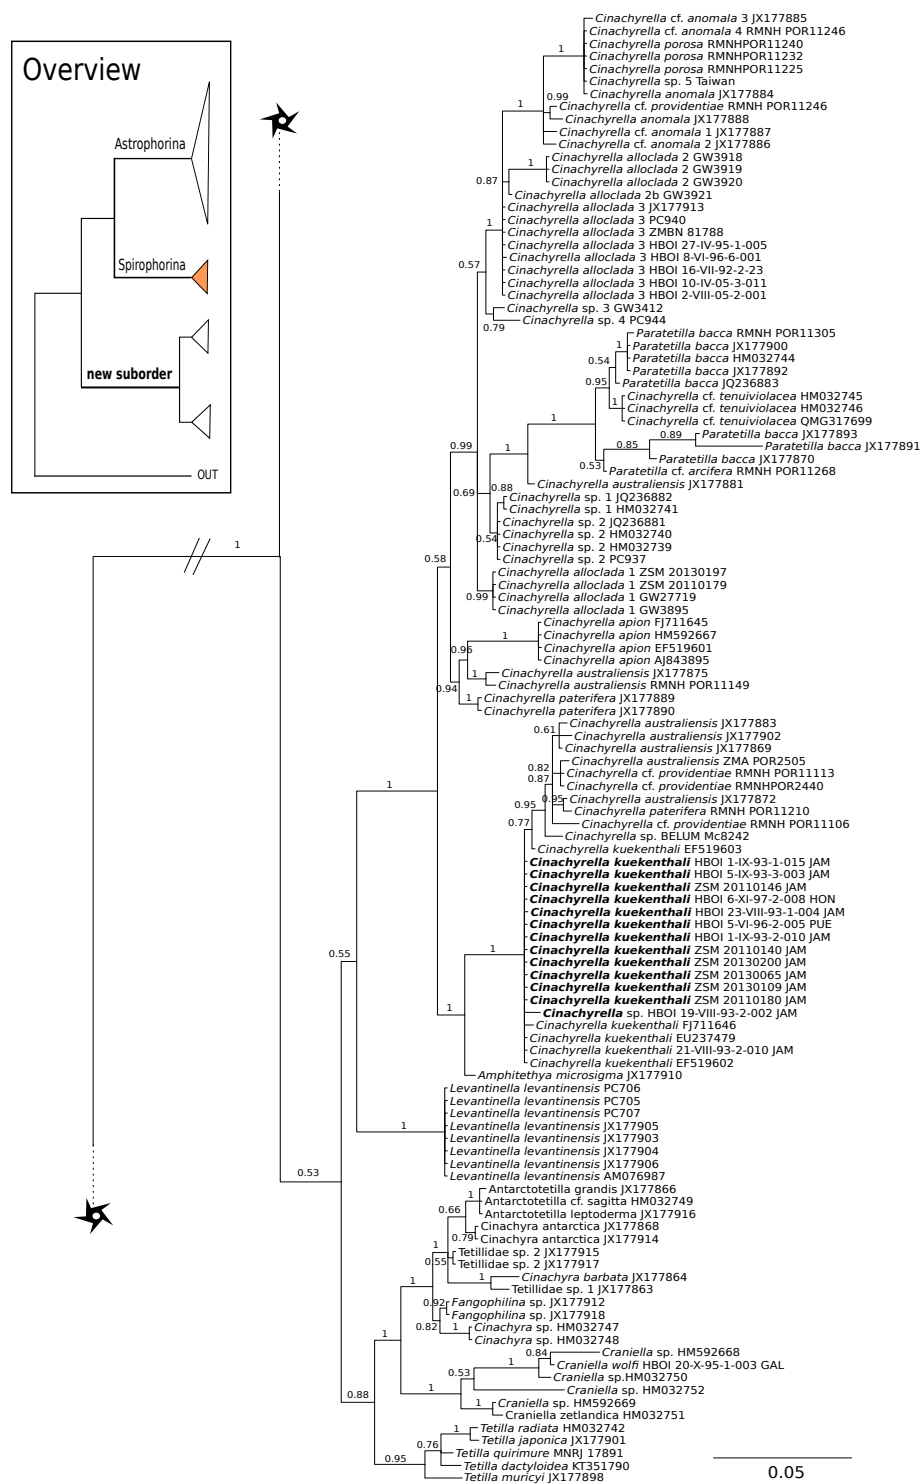 Overview
Astrophorina
Spirophorina
new suborder
OUT
1
Cinachyrella cf. anomala 3 JX177885
Cinachyrella cf. anomala 4 RMNH POR11246
Cinachyrella porosa RMNHPOR11240
1
Cinachyrella porosa RMNHPOR11232
Cinachyrella porosa RMNHPOR11225
Cinachyrella sp. 5 Taiwan
Cinachyrella anomala JX177884
0.99
Cinachyrella cf. providentiae RMNH POR11246
1
Cinachyrella anomala JX177888
Cinachyrella cf. anomala 1 JX177887
Cinachyrella cf. anomala 2 JX177886
Cinachyrella alloclada 2 GW3918
1
Cinachyrella alloclada 2 GW3919
0.87
Cinachyrella alloclada 2 GW3920
Cinachyrella alloclada 2b GW3921
Cinachyrella alloclada 3 JX177913
Cinachyrella alloclada 3 PC940
1
Cinachyrella alloclada 3 ZMBN 81788
Cinachyrella alloclada 3 HBOI 27-IV-95-1-005
Cinachyrella alloclada 3 HBOI 8-VI-96-6-001
0.57
Cinachyrella alloclada 3 HBOI 16-VII-92-2-23
Cinachyrella alloclada 3 HBOI 10-IV-05-3-011
Cinachyrella alloclada 3 HBOI 2-VIII-05-2-001
Cinachyrella sp. 3 GW3412
0.79
Cinachyrella sp. 4 PC944
Paratetilla bacca RMNH POR11305
1
Paratetilla bacca JX177900
0.54
Paratetilla bacca HM032744
Paratetilla bacca JX177892
0.95
Paratetilla bacca JQ236883
Cinachyrella cf. tenuiviolacea HM032745
1
Cinachyrella cf. tenuiviolacea HM032746
1
Cinachyrella cf. tenuiviolacea QMG317699
0.89
Paratetilla bacca JX177893
0.85
Paratetilla bacca JX177891
0.99
1
Paratetilla bacca JX177870
0.53
Paratetilla cf. arcifera RMNH POR11268
Cinachyrella australiensis JX177881
0.69
0.88
Cinachyrella sp. 1 JQ236882
Cinachyrella sp. 1 HM032741
Cinachyrella sp. 2 JQ236881
Cinachyrella sp. 2 HM032740
0.54
Cinachyrella sp. 2 HM032739
Cinachyrella sp. 2 PC937
0.58
Cinachyrella alloclada 1 ZSM 20130197
Cinachyrella alloclada 1 ZSM 20110179
0.99
Cinachyrella alloclada 1 GW27719
Cinachyrella alloclada 1 GW3895
Cinachyrella apion FJ711645
1
Cinachyrella apion HM592667
0.96
Cinachyrella apion EF519601
Cinachyrella apion AJ843895
1
Cinachyrella australiensis JX177875
0.94
Cinachyrella australiensis RMNH POR11149
1
Cinachyrella paterifera JX177889
Cinachyrella paterifera JX177890
Cinachyrella australiensis JX177883
0.61
Cinachyrella australiensis JX177902
Cinachyrella australiensis JX177869
Cinachyrella australiensis ZMA POR2505
0.82
Cinachyrella cf. providentiae RMNH POR11113
0.87
Cinachyrella cf. providentiae RMNHPOR2440
1
0.95
Cinachyrella australiensis JX177872
0.95
Cinachyrella paterifera RMNH POR11210
0.77
Cinachyrella cf. providentiae RMNH POR11106
Cinachyrella sp. BELUM Mc8242
Cinachyrella kuekenthali EF519603
Cinachyrella kuekenthali HBOI 1-IX-93-1-015 JAM
Cinachyrella kuekenthali HBOI 5-IX-93-3-003 JAM
Cinachyrella kuekenthali ZSM 20110146 JAM
Cinachyrella kuekenthali HBOI 6-XI-97-2-008 HON
Cinachyrella kuekenthali HBOI 23-VIII-93-1-004 JAM
Cinachyrella kuekenthali HBOI 5-VI-96-2-005 PUE
Cinachyrella kuekenthali HBOI 1-IX-93-2-010 JAM
0.55
1
Cinachyrella kuekenthali ZSM 20110140 JAM
Cinachyrella kuekenthali ZSM 20130200 JAM
Cinachyrella kuekenthali ZSM 20130065 JAM
Cinachyrella kuekenthali ZSM 20130109 JAM
Cinachyrella kuekenthali ZSM 20110180 JAM
1
Cinachyrella sp. HBOI 19-VIII-93-2-002 JAM
Cinachyrella kuekenthali FJ711646
Cinachyrella kuekenthali EU237479
Cinachyrella kuekenthali 21-VIII-93-2-010 JAM
Cinachyrella kuekenthali EF519602
Amphitethya microsigma JX177910
Levantinella levantinensis PC706
Levantinella levantinensis PC705
Levantinella levantinensis PC707
1
Levantinella levantinensis JX177905
Levantinella levantinensis JX177903
Levantinella levantinensis JX177904
0.53
Levantinella levantinensis JX177906
Levantinella levantinensis AM076987
1
Antarctotetilla grandis JX177866
Antarctotetilla cf. sagitta HM032749
0.66
Antarctotetilla leptoderma JX177916
Cinachyra antarctica JX177868
0.79
Cinachyra antarctica JX177914
1
Tetillidae sp. 2 JX177915
0.55
Tetillidae sp. 2 JX177917
1
1
Cinachyra barbata JX177864
Tetillidae sp. 1 JX177863
0.92
Fangophilina sp. JX177912
Fangophilina sp. JX177918
0.82
1
Cinachyra sp. HM032747
1
Cinachyra sp. HM032748
0.84
Craniella sp. HM592668
1
Craniella wolfi HBOI 20-X-95-1-003 GAL
0.53
Craniella sp.HM032750
0.88
1
Craniella sp. HM032752
1
Craniella sp. HM592669
Craniella zetlandica HM032751
1
Tetilla radiata HM032742
Tetilla japonica JX177901
0.76
Tetilla quirimure MNRJ 17891
0.95
Tetilla dactyloidea KT351790
Tetilla muricyi JX177898
0.05